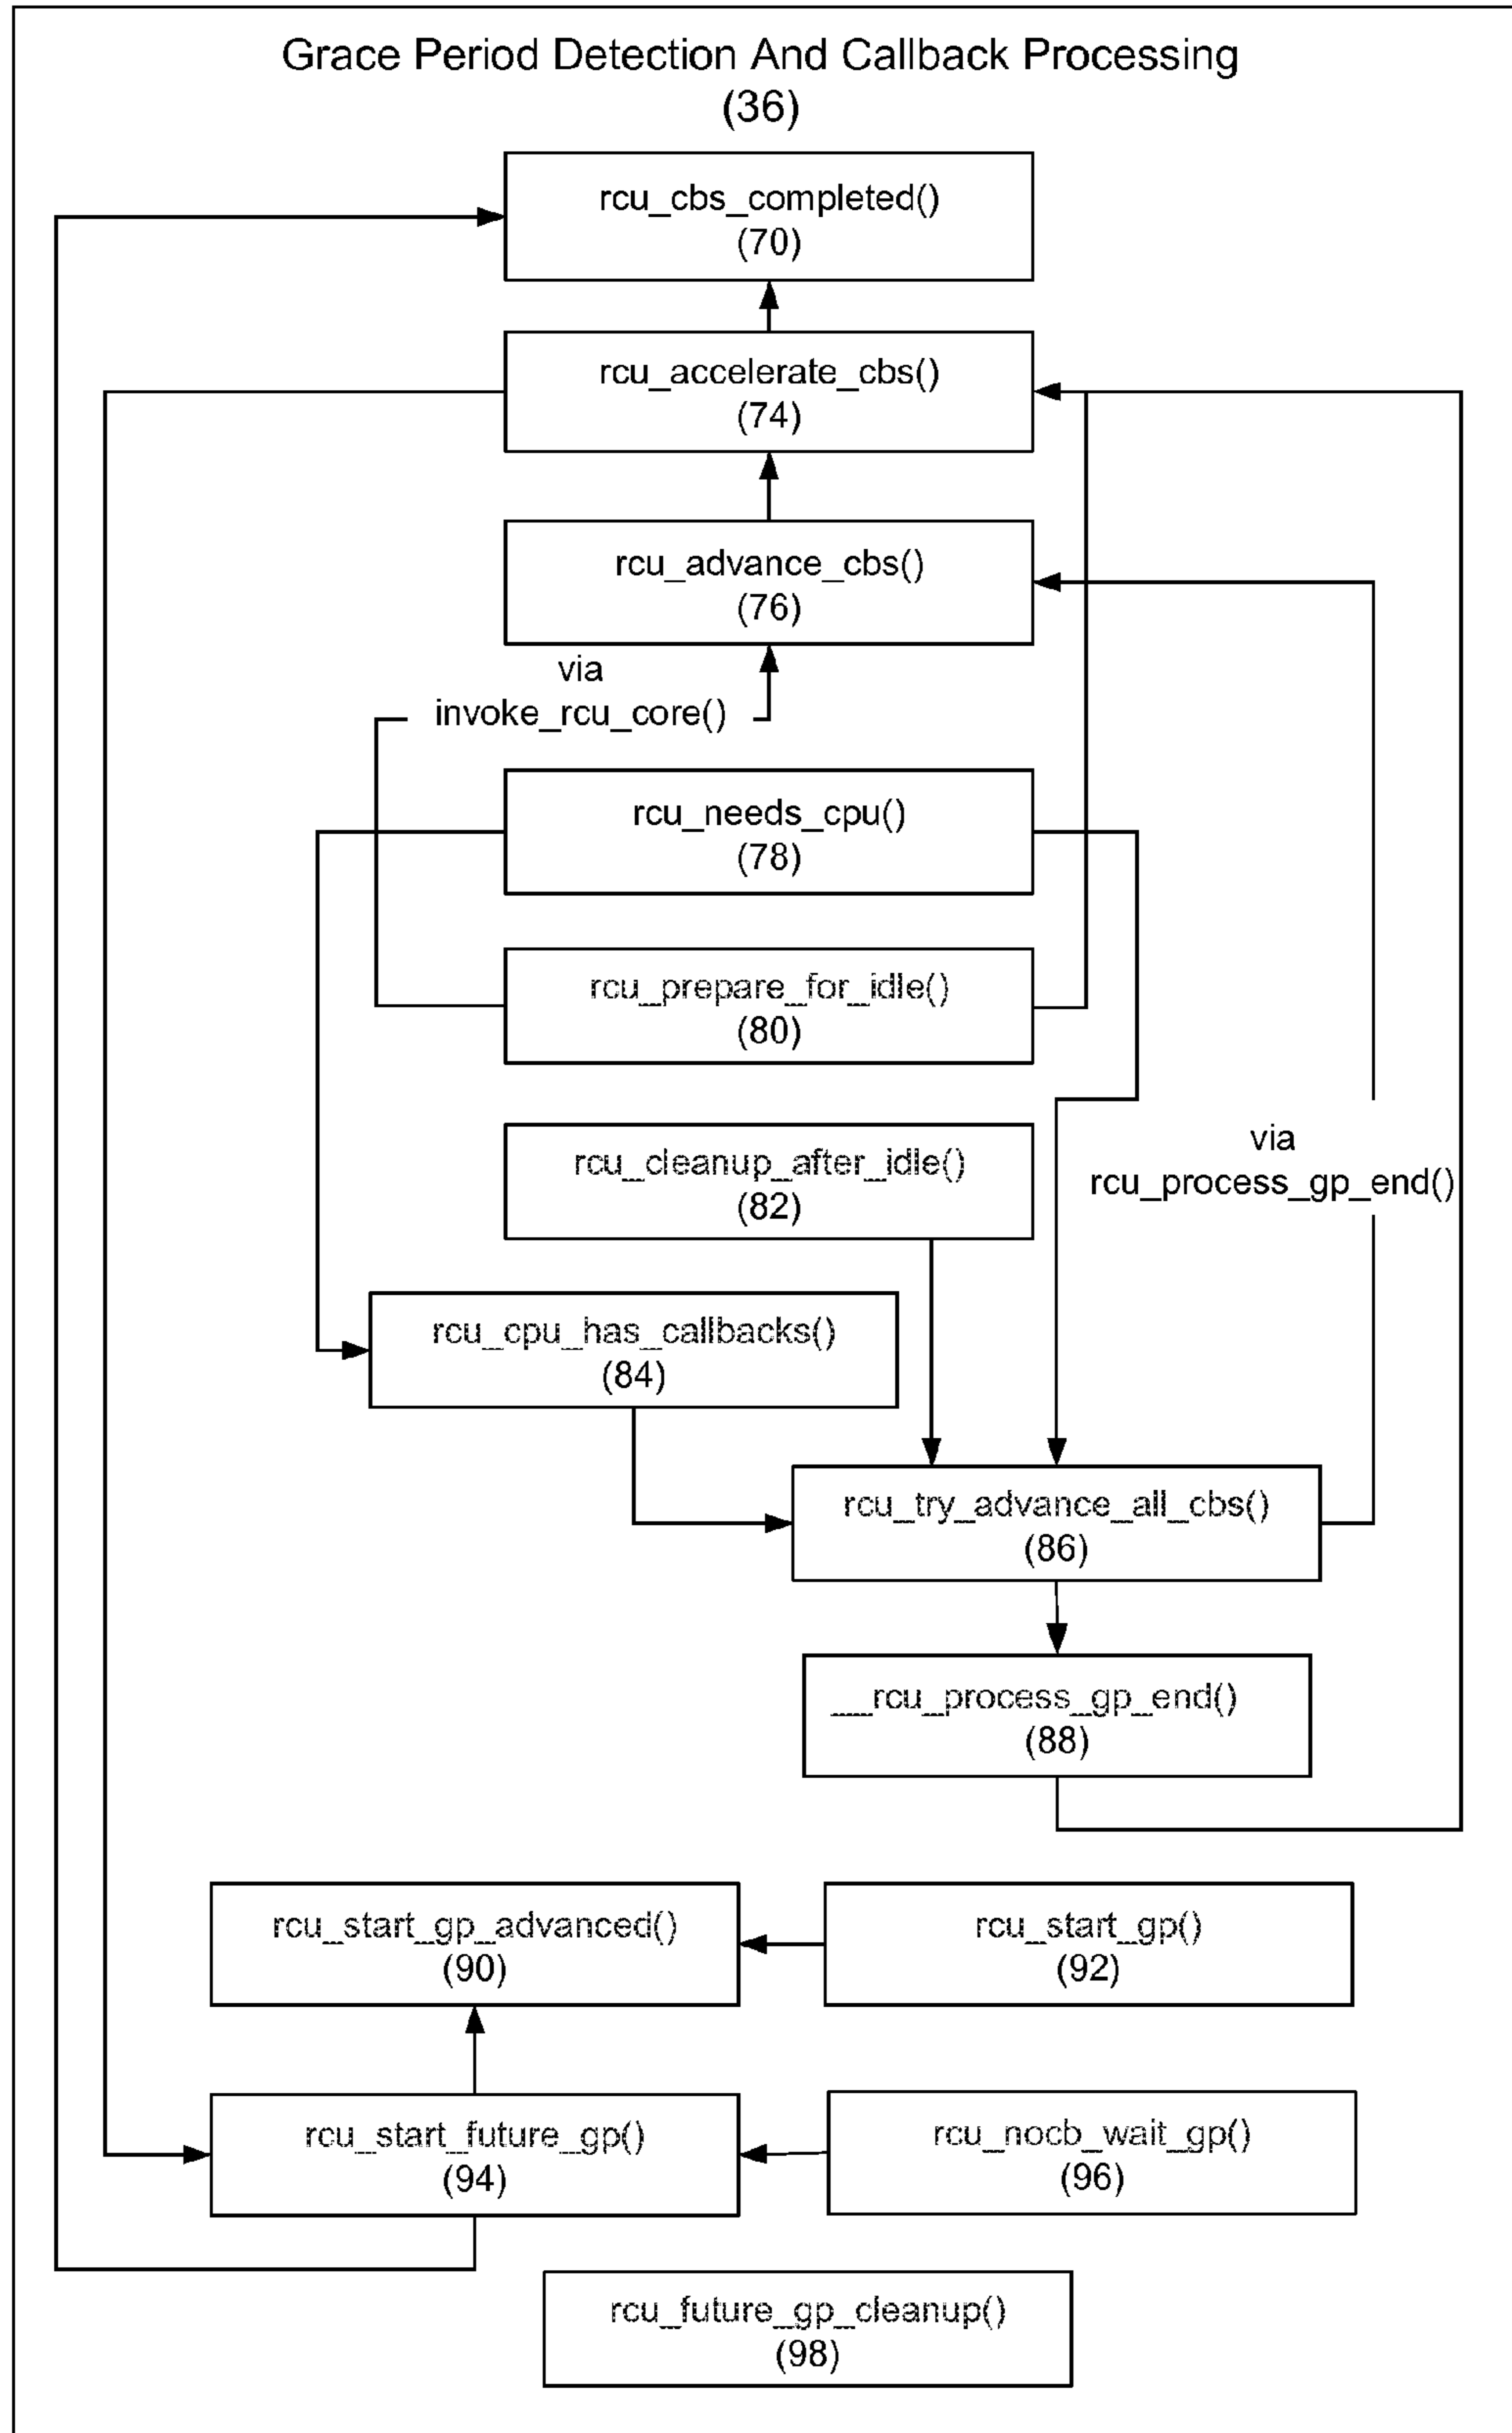 Grace Period Detection And Callback Processing
(36)
rcu_cbs_completed()
(70)
rcu_accelerate_cbs()
(74)
rcu_advance_cbs()
(76)
via
invoke_rcu_core()
rcu_needs_cpu()
(78)
rcu_prepare_for_idle()
(80)
rcu_cleanup_after_idle()
(82)
via
rcu_process_gp_end()
rcu_cpu_has_callbacks()
(84)
rcu_try_advance_all_cbs()
(86)
__rcu_process_gp_end()
(88)
rcu_start_gp_advanced()
(90)
rcu_start_gp()
(92)
rcu_start_future_gp()
(94)
rcu_nocb_wait_gp()
(96)
rcu_future_gp_cleanup()
(98)